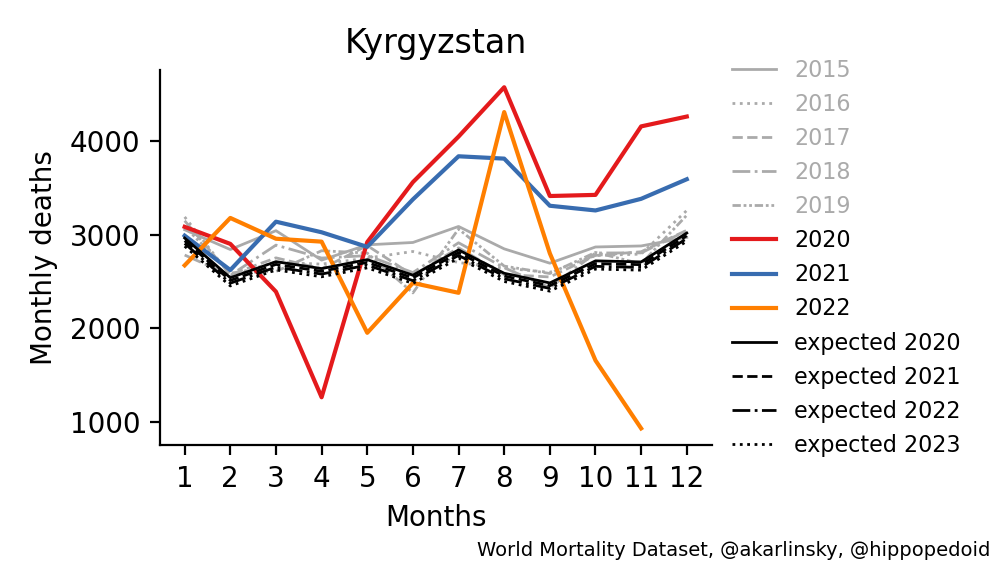 Kyrgyzstan
Monthly deaths
4000
3000
2000
1000
1 2 3 4 5 6 7 8 9 10 11 12
Months
2015
2016
2017
2018
2019
2020
2021
2022
expected 2020
expected 2021
expected 2022
expected 2023
World Mortality Dataset, @akarlinsky, @hippopedoid